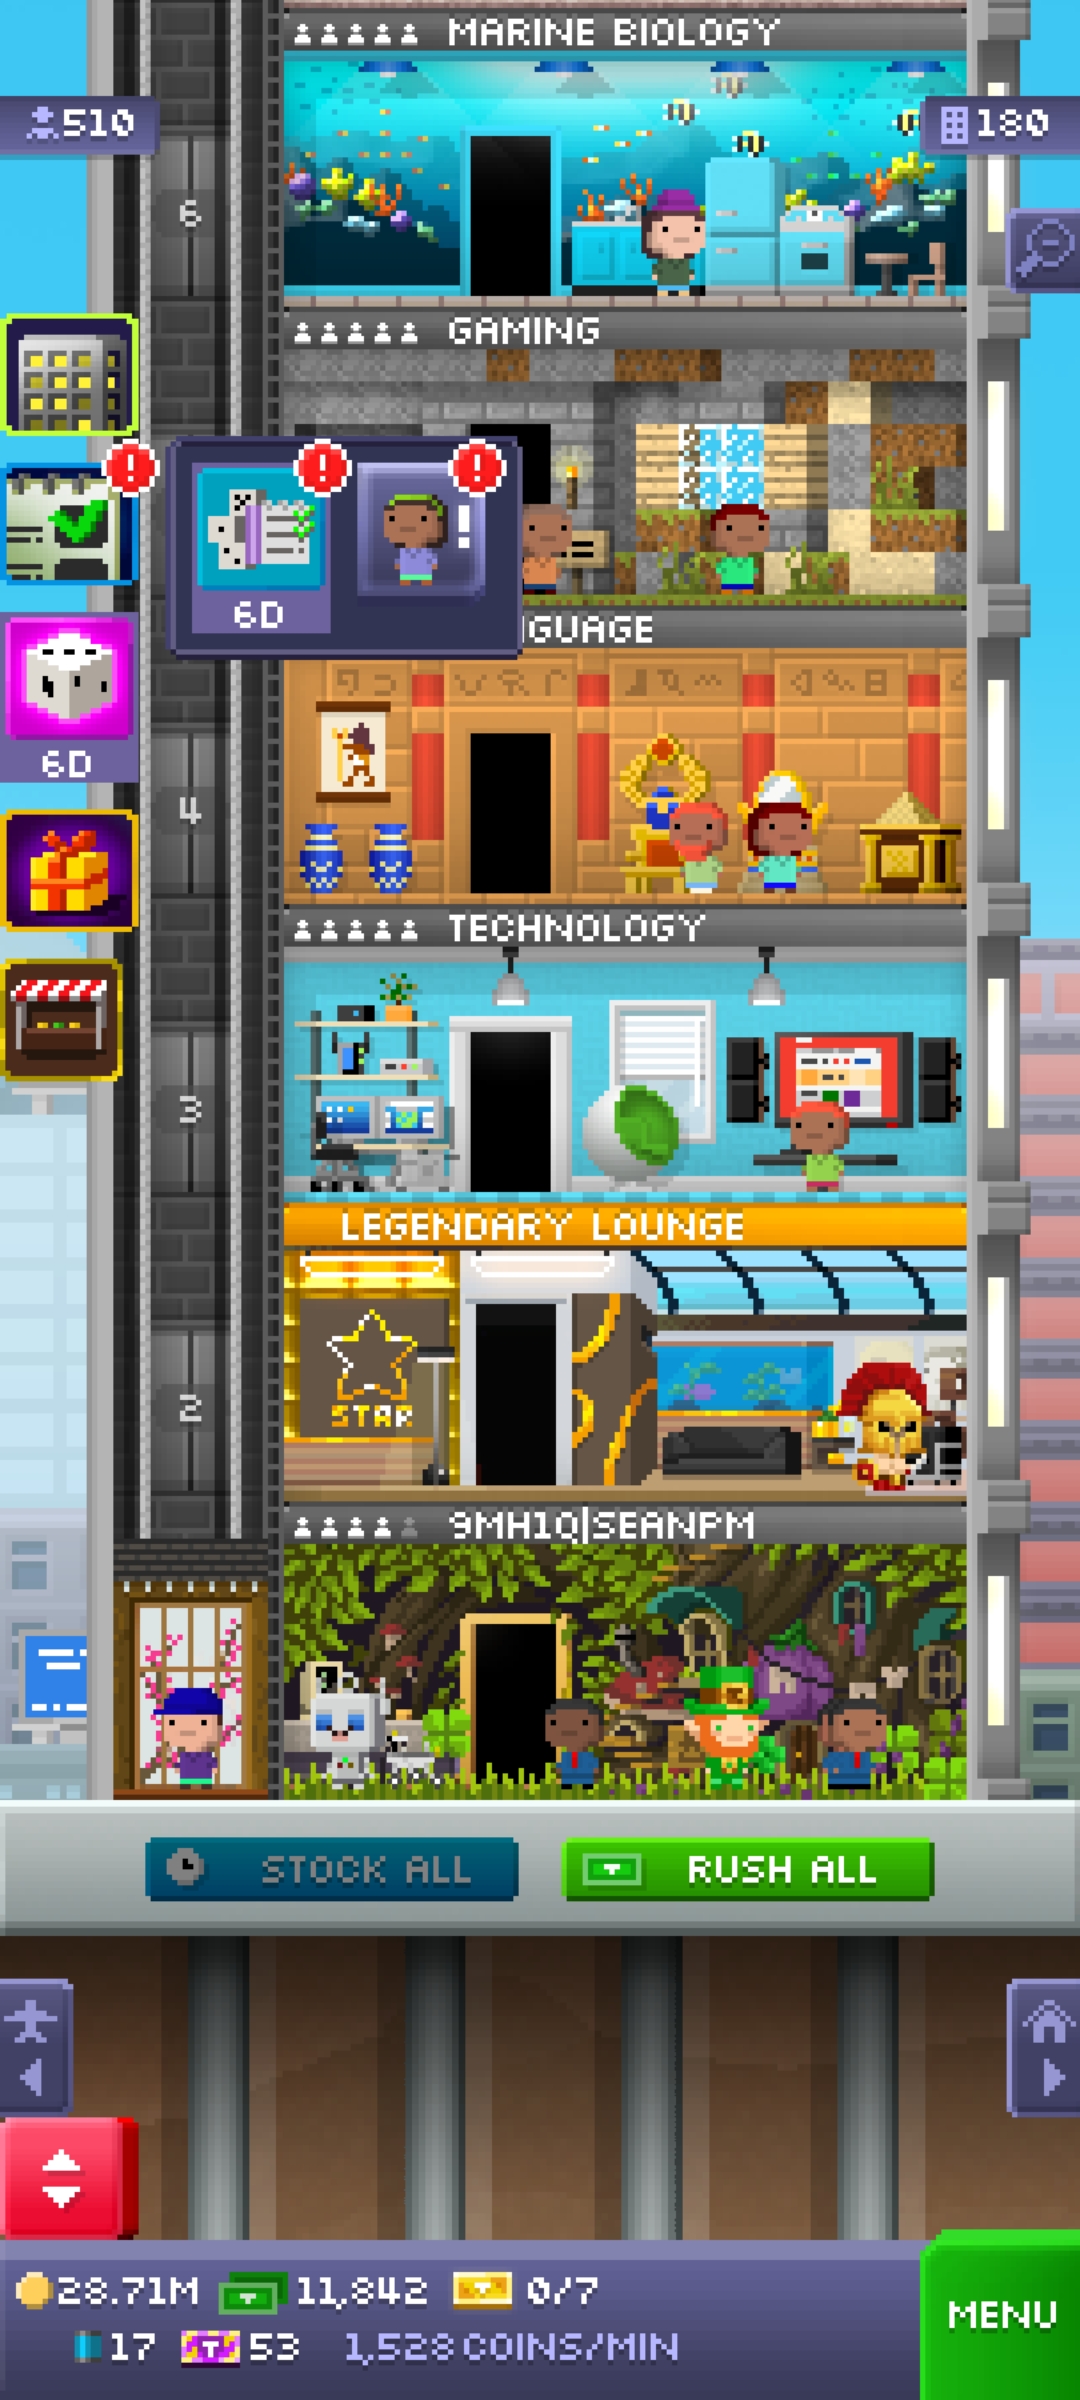 MARINE BIOLOGY
510
180
6
GAMING
!
!
!
!
6D
GUAGE
6D
4
TECHNOLOGY
3
LEGENDARY LOUNGE
STAR
2
9MH1Q|SEANPM
STOCK ALL
RUSH ALL
28.71M
11,842
0/7
MENU
17
T
53
1,528 COINS/MIN